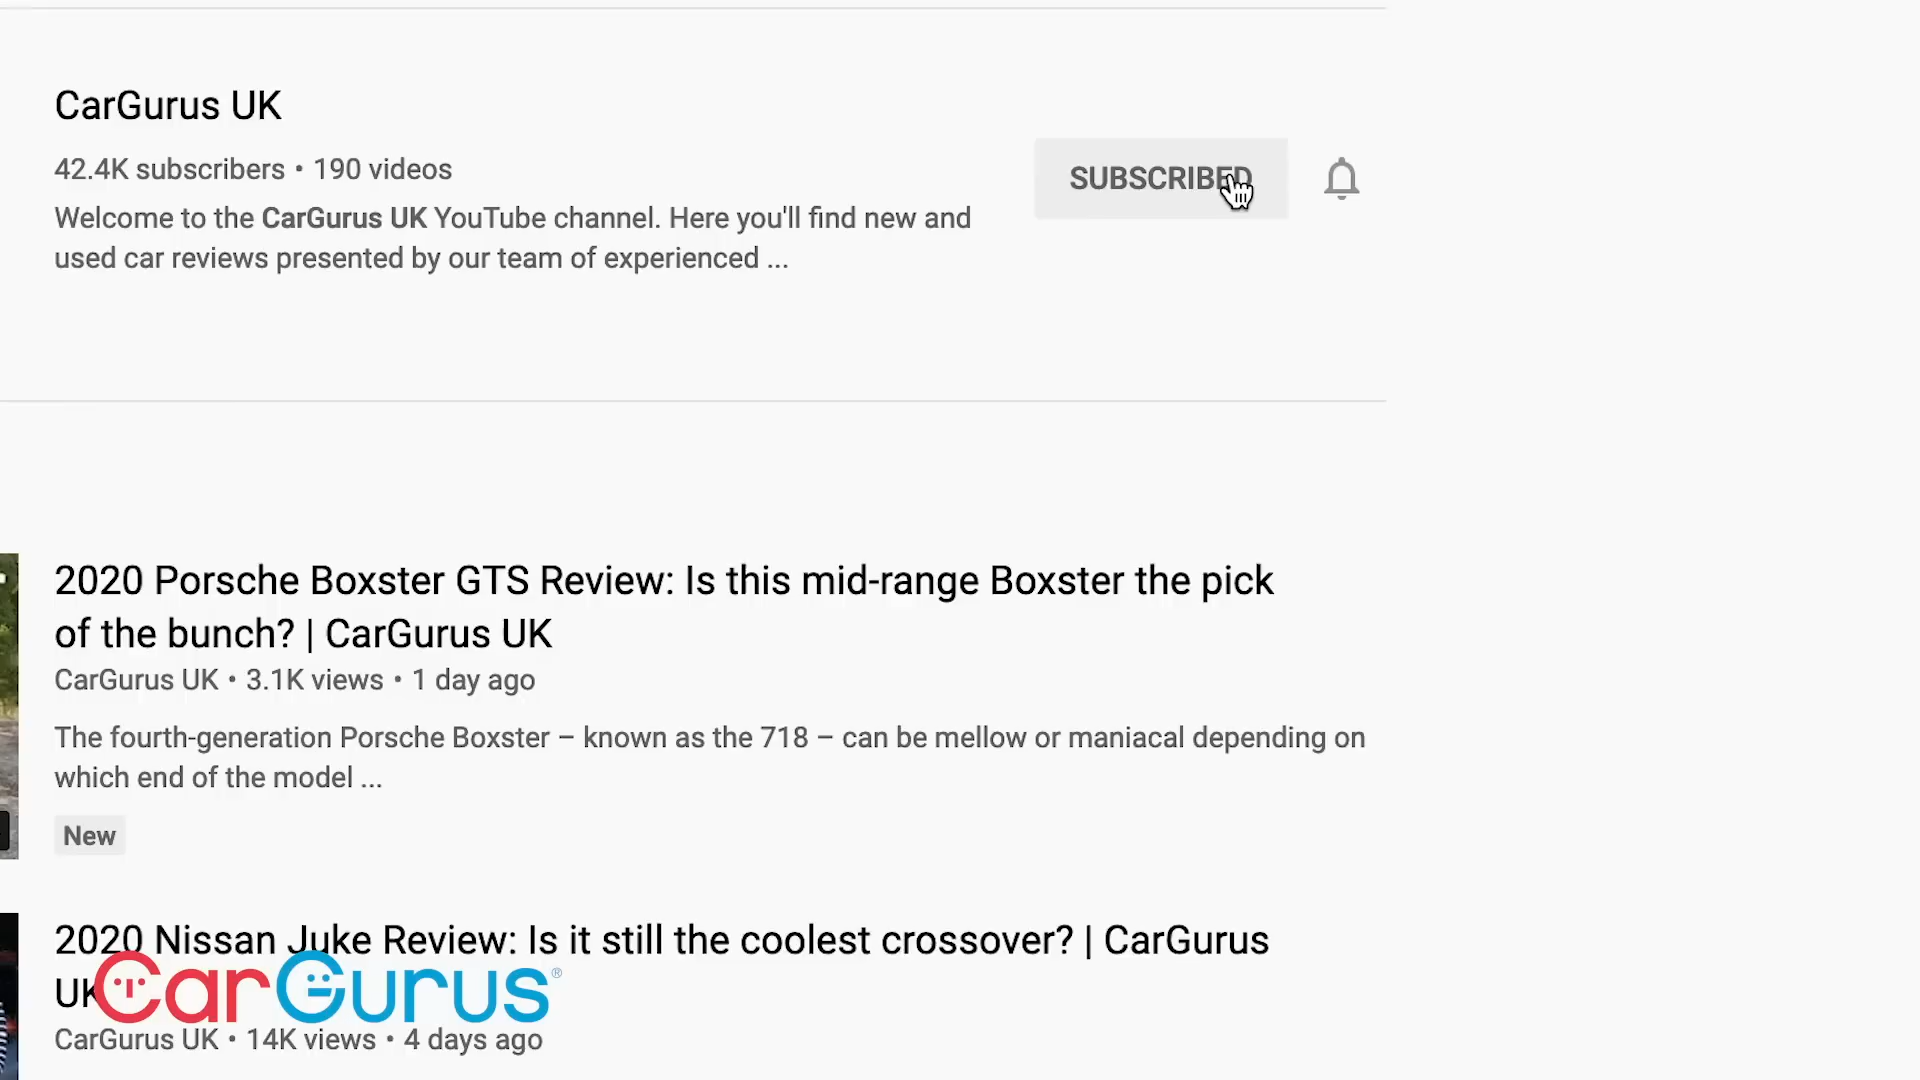 CarGurus UK
42.4K subscribers • 190 videos
SUBSCRIBED
Welcome to the CarGurus UK YouTube channel. Here you'll find new and
used car reviews presented by our team of experienced ...
2020 Porsche Boxster GTS Review: Is this mid-range Boxster the pick
of the bunch? | CarGurus UK
CarGurus UK • 3.1K views • 1 day ago
The fourth-generation Porsche Boxster – known as the 718 – can be mellow or maniacal depending on
which end of the model ...
New
2020 Nissan Juke Review: Is it still the coolest crossover? | CarGurus
UK
CarGurus®
CarGurus UK • 14K views • 4 days ago